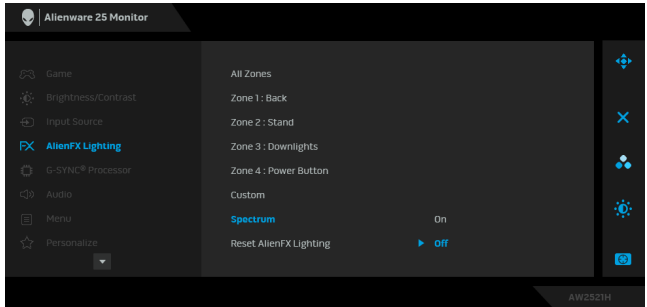 Alienware 25 Monitor
Game
Brightness/Contrast
Input Source
FX AlienFX Lighting
G-SYNC® Processor
Audio
Menu
Personalize
All Zones
Zone 1 : Back
Zone 2 : Stand
Zone 3 : Downlights
Zone 4 : Power Button
Custom
Spectrum On
Reset AlienFX Lighting Off
AW2521H